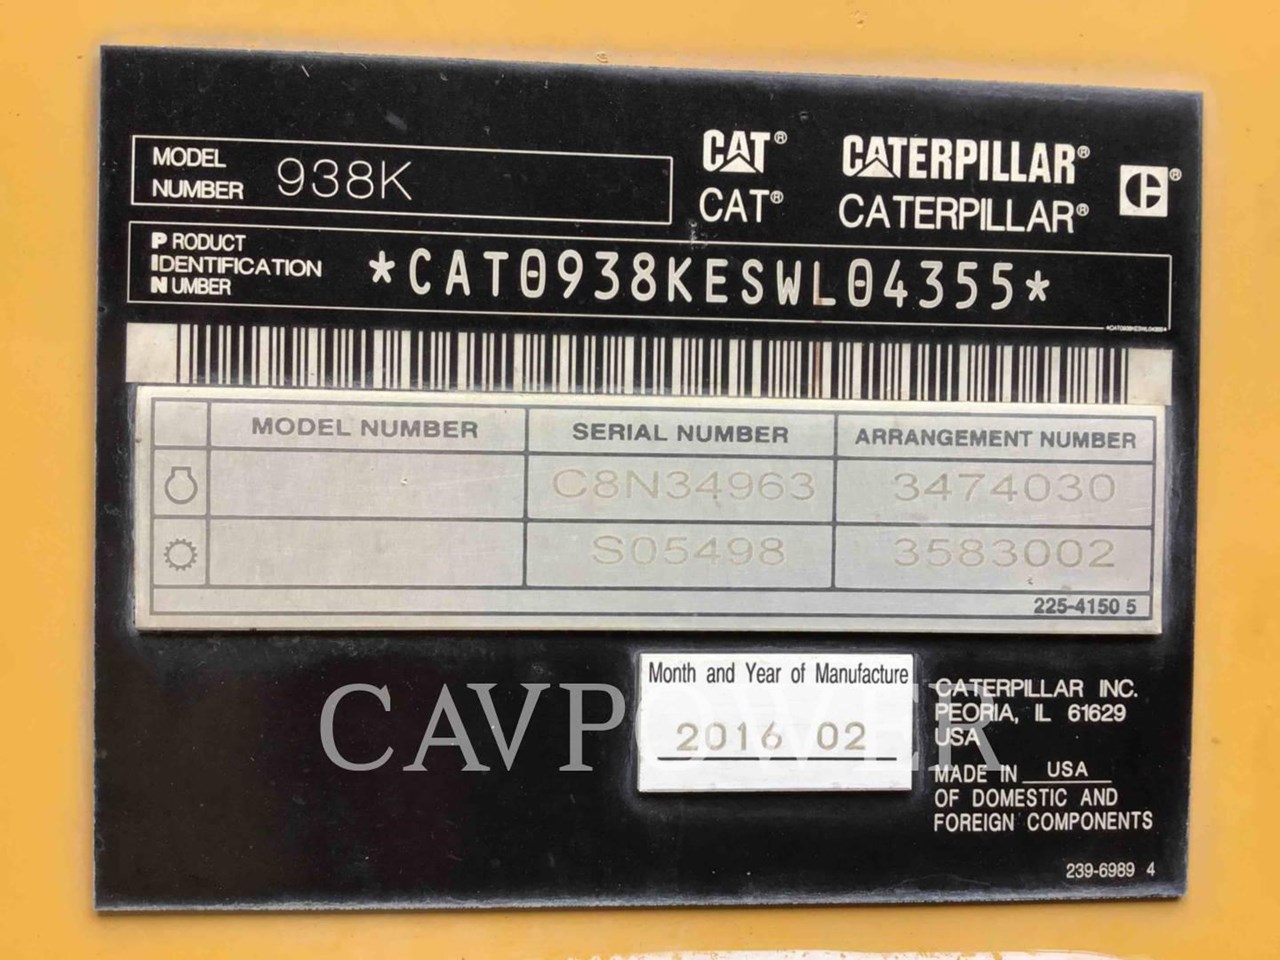 MODEL NUMBER 938K
CAT® CATERPILLAR®
CAT® CATERPILLAR®
PRODUCT IDENTIFICATION NUMBER *CAT0938KESWL04355*
*CAT0938KESWL04355*
MODEL NUMBER SERIAL NUMBER ARRANGEMENT NUMBER
C8N34963 3474030
S05498 3583002
225-4150 5
Month and Year of Manufacture
2016 02
CAVPOWER
CATERPILLAR INC.
PEORIA, IL 61629
USA
MADE IN USA
OF DOMESTIC AND
FOREIGN COMPONENTS
239-6989 4